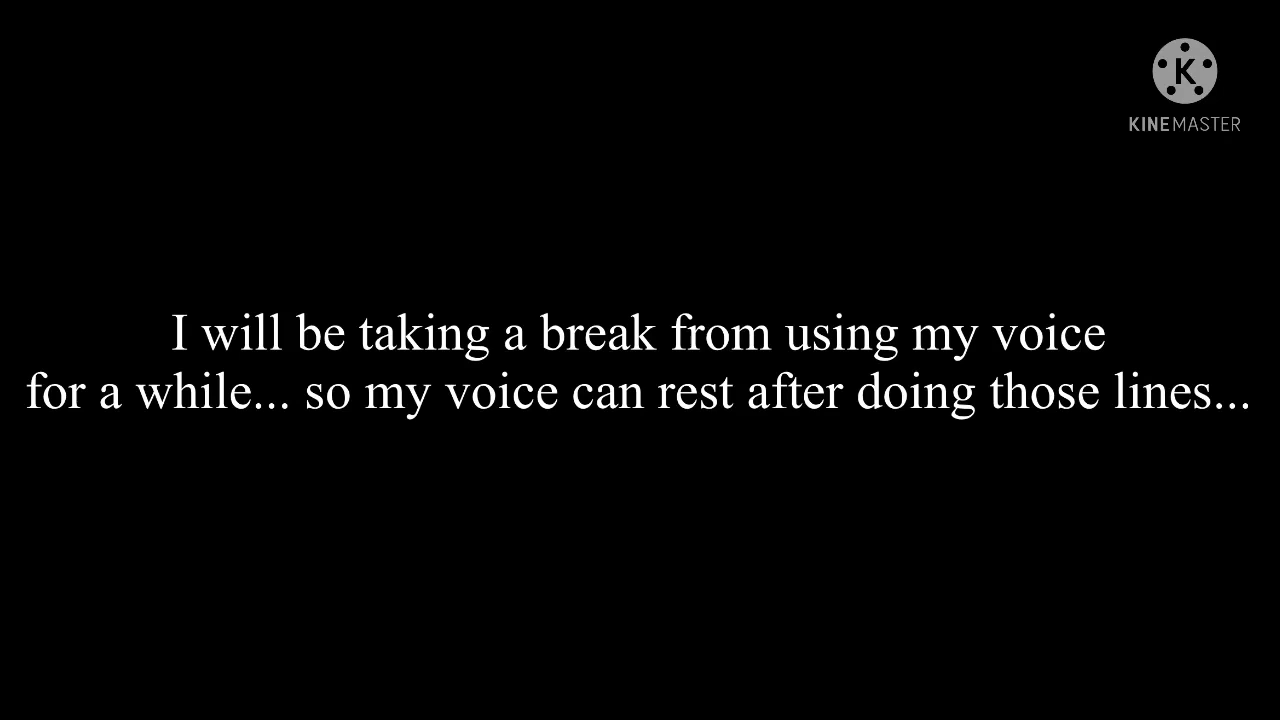 K
KINEMASTER
I will be taking a break from using my voice
for a while... so my voice can rest after doing those lines...